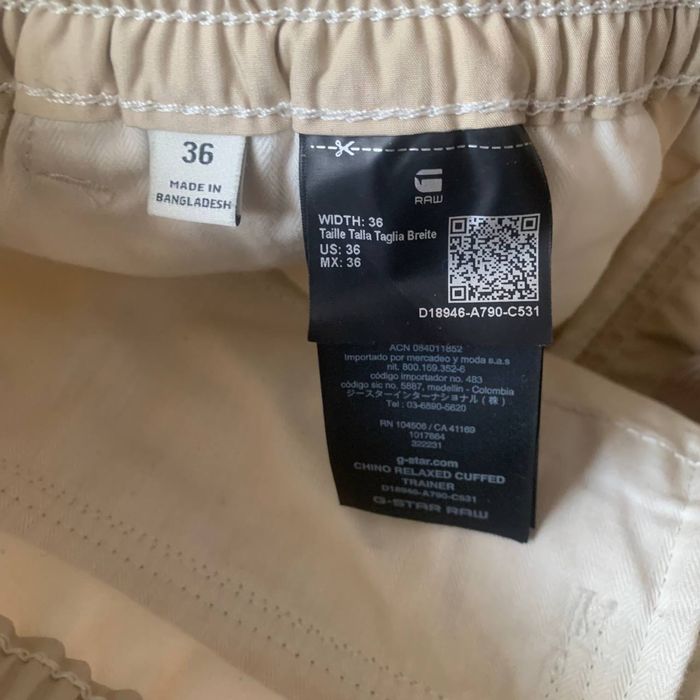 36
MADE IN
BANGLADESH
RAW
WIDTH: 36
Taille Talla Taglia Breite
US: 36
MX: 36
D18946-A790-C531
ACN 084011852
Importado por mercadeo y moda s.a.s
nit. 800.159.352-6
código importador no. 483
código sic no. 5887, medellin - Colombia
ジースターインターナショナル(株)
Tel : 03-6890-5620
RN 104506 / CA 41169
1017864
322231
g-star.com
CHINO RELAXED CUFFED
TRAINER
D18946-A790-C531
G-STAR RAW